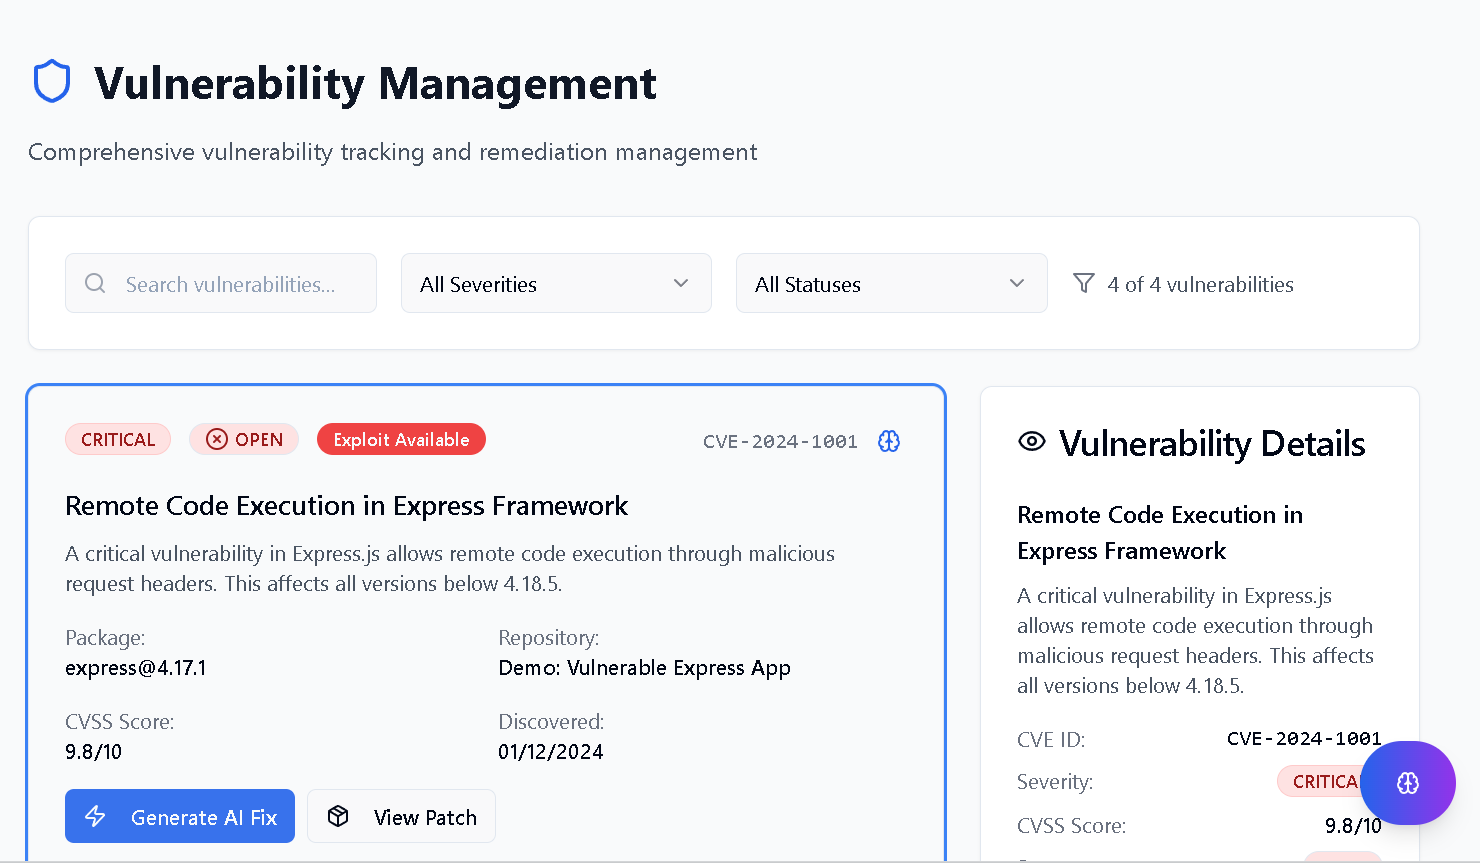 Vulnerability Management
Comprehensive vulnerability tracking and remediation management
Search vulnerabilities...
All Severities
All Statuses
4 of 4 vulnerabilities
CRITICAL
OPEN
Exploit Available
CVE-2024-1001
Remote Code Execution in Express Framework
A critical vulnerability in Express.js allows remote code execution through malicious
request headers. This affects all versions below 4.18.5.
Package:
express@4.17.1
Repository:
Demo: Vulnerable Express App
CVSS Score:
9.8/10
Discovered:
01/12/2024
Generate AI Fix
View Patch
Vulnerability Details
Remote Code Execution in
Express Framework
A critical vulnerability in Express.js
allows remote code execution through
malicious request headers. This affects
all versions below 4.18.5.
CVE ID:
CVE-2024-1001
Severity:
CRITICA
CVSS Score:
9.8/10